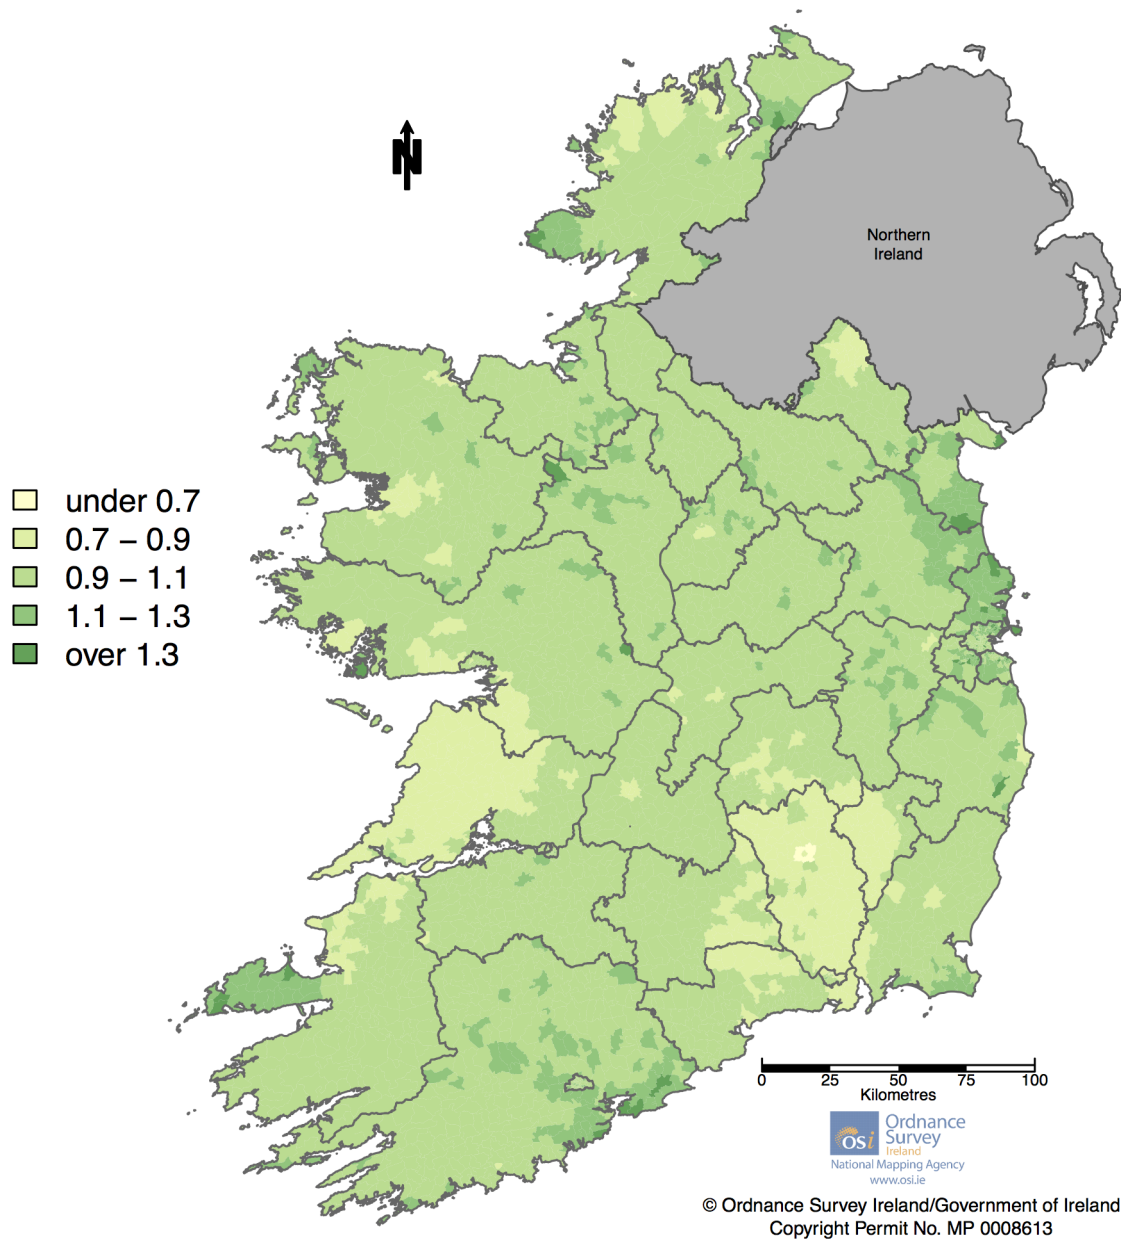 N
Northern
Ireland
under 0.7
0.7 – 0.9
0.9 – 1.1
1.1 – 1.3
over 1.3
0 25 50 75 100
Kilometres
osi
Ordnance
Survey
Ireland
National Mapping Agency
www.osi.ie
© Ordnance Survey Ireland/Government of Ireland
Copyright Permit No. MP 0008613